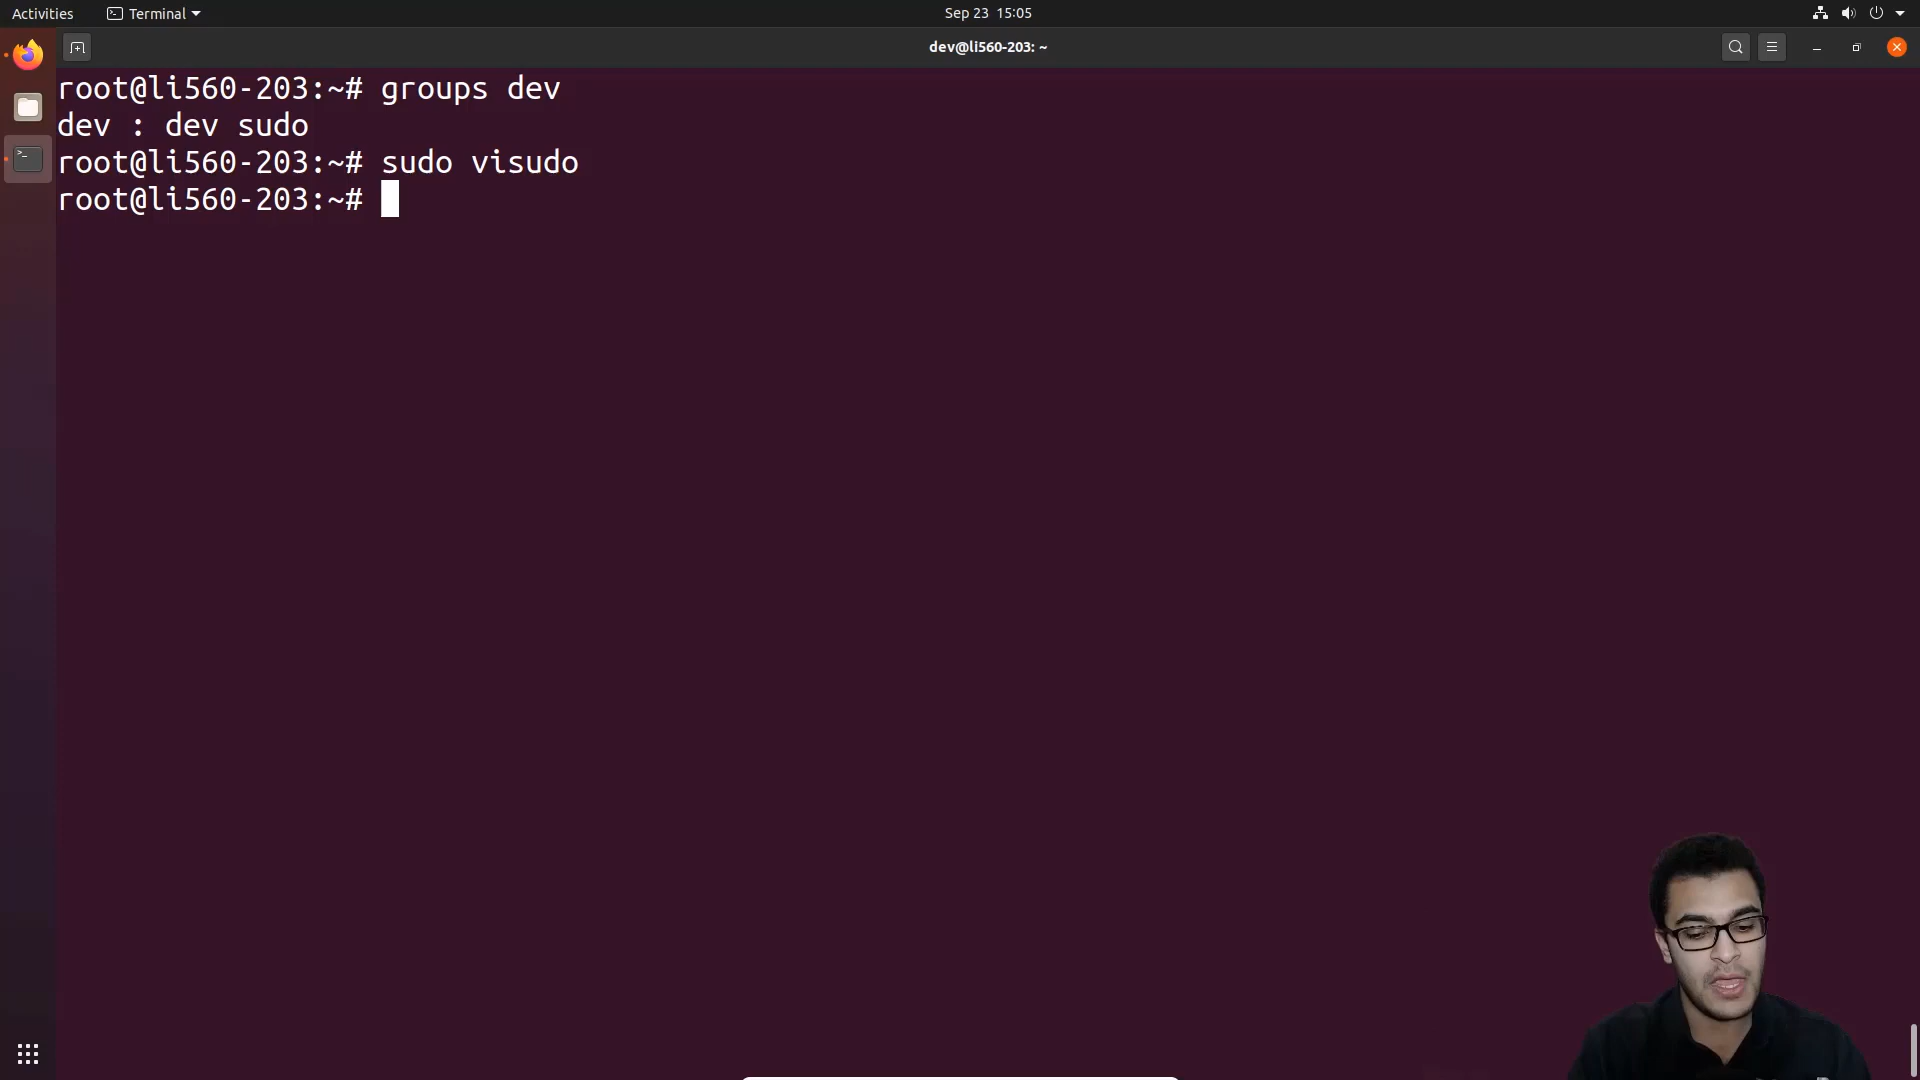 Activities
Terminal
Sep 23 15:05
dev@li560-203: ~
root@li560-203:~# groups dev
dev : dev sudo
root@li560-203:~# sudo visudo
root@li560-203:~#